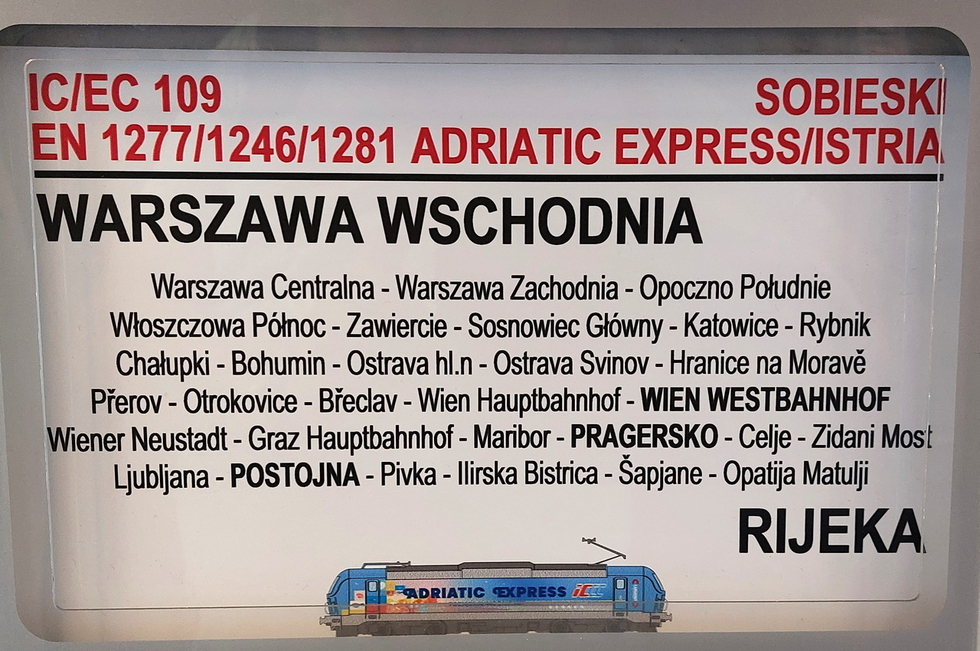 IC/EC 109 SOBIESKI
EN 1277/1246/1281 ADRIATIC EXPRESS/ISTRIA
WARSZAWA WSCHODNIA
Warszawa Centralna - Warszawa Zachodnia - Opoczno Południe
Włoszczowa Północ - Zawiercie - Sosnowiec Główny - Katowice - Rybnik
Chałupki - Bohumin - Ostrava hl.n - Ostrava Svinov - Hranice na Moravě
Přerov - Otrokovice - Břeclav - Wien Hauptbahnhof - WIEN WESTBAHNHOF
Wiener Neustadt - Graz Hauptbahnhof - Maribor - PRAGERSKO - Celje - Zidani Most
Ljubljana - POSTOJNA - Pivka - Ilirska Bistrica - Šapjane - Opatija Matulji
RIJEKA
ADRIATIC EXPRESS IC